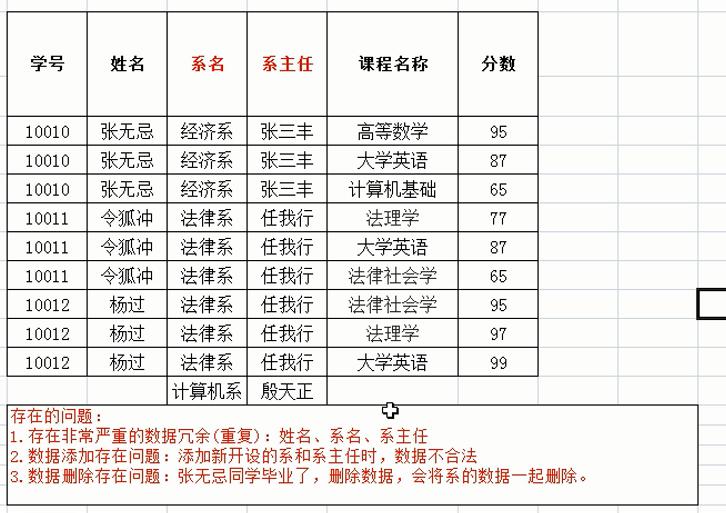 学号 姓名 系名 系主任 课程名称 分数
10010 张无忌 经济系 张三丰 高等数学 95
10010 张无忌 经济系 张三丰 大学英语 87
10010 张无忌 经济系 张三丰 计算机基础 65
10011 令狐冲 法律系 任我行 法理学 77
10011 令狐冲 法律系 任我行 大学英语 87
10011 令狐冲 法律系 任我行 法律社会学 65
10012 杨过 法律系 任我行 法律社会学 95
10012 杨过 法律系 任我行 法理学 97
10012 杨过 法律系 任我行 大学英语 99
计算机系 殷天正
存在的问题：
1.存在非常严重的数据冗余(重复)：姓名、系名、系主任
2.数据添加存在问题：添加新开设的系和系主任时，数据不合法
3.数据删除存在问题：张无忌同学毕业了，删除数据，会将系的数据一起删除。